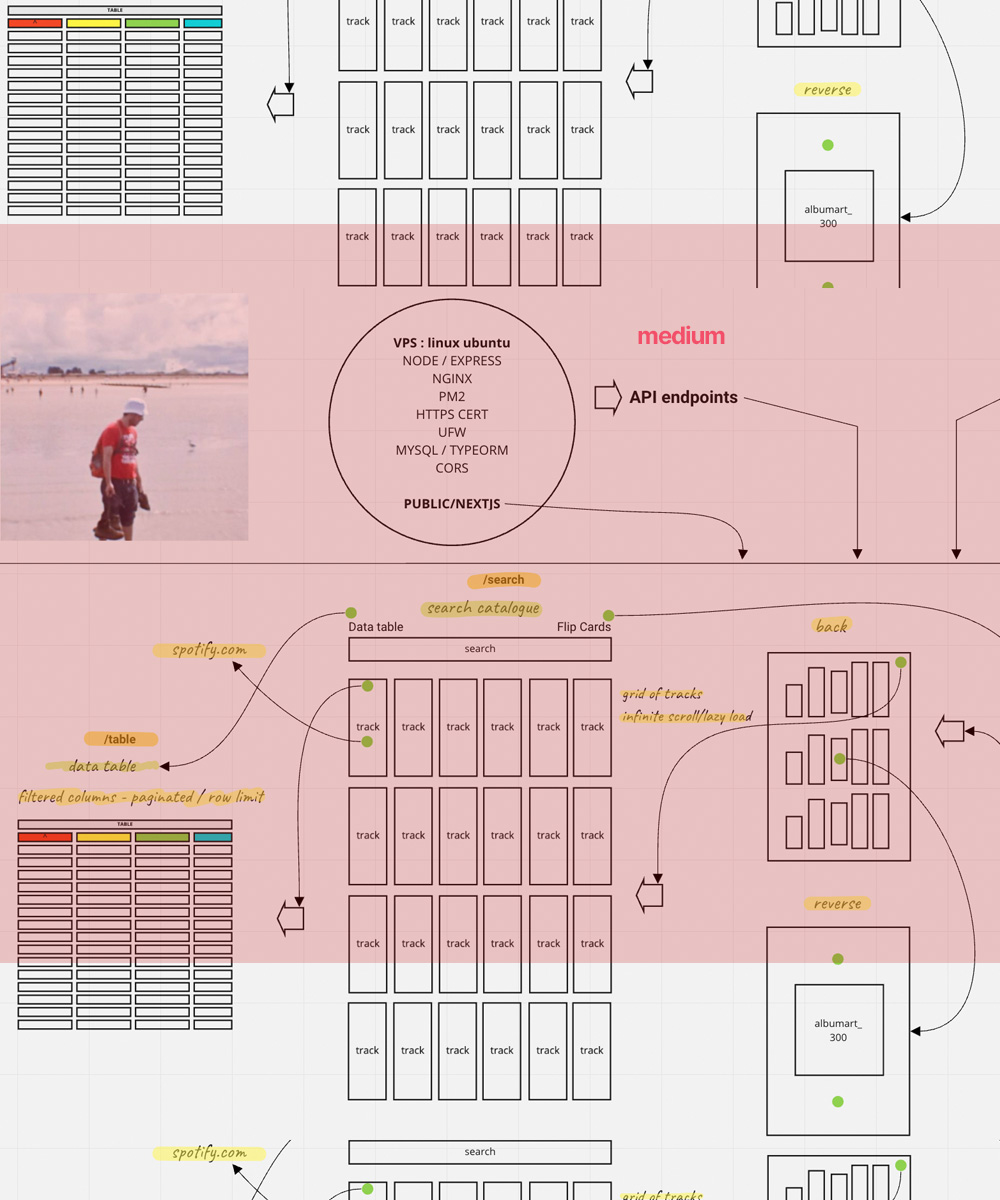 TABLE
track track track track track track
reverse
track track track track track track
albumart_
300
track track track track track track
medium
VPS : linux ubuntu
NODE / EXPRESS
NGINX
PM2
HTTPS CERT
UFW
MYSQL / TYPEORM
CORS
PUBLIC/NEXTJS
API endpoints
/search
search catalogue
Data table
Flip Cards
back
search
spotify.com
grid of tracks
infinite scroll/lazy load
track track track track track track
/table
data table
filtered columns - paginated / row limit
TABLE
track track track track track track
reverse
track track track track track track
albumart_
300
track track track track track track
spotify.com
search
grid of tracks